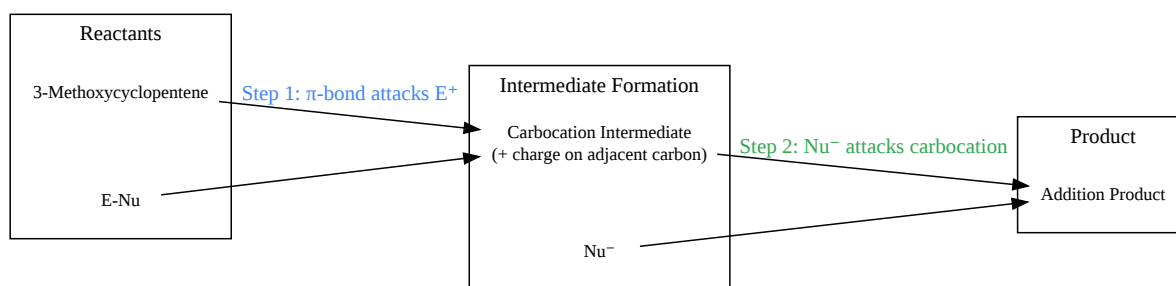 Reactants
3-Methoxycyclopentene
E-Nu
Step 1: π-bond attacks E⁺
Intermediate Formation
Carbocation Intermediate
(+ charge on adjacent carbon)
Nu⁻
Step 2: Nu⁻ attacks carbocation
Product
Addition Product